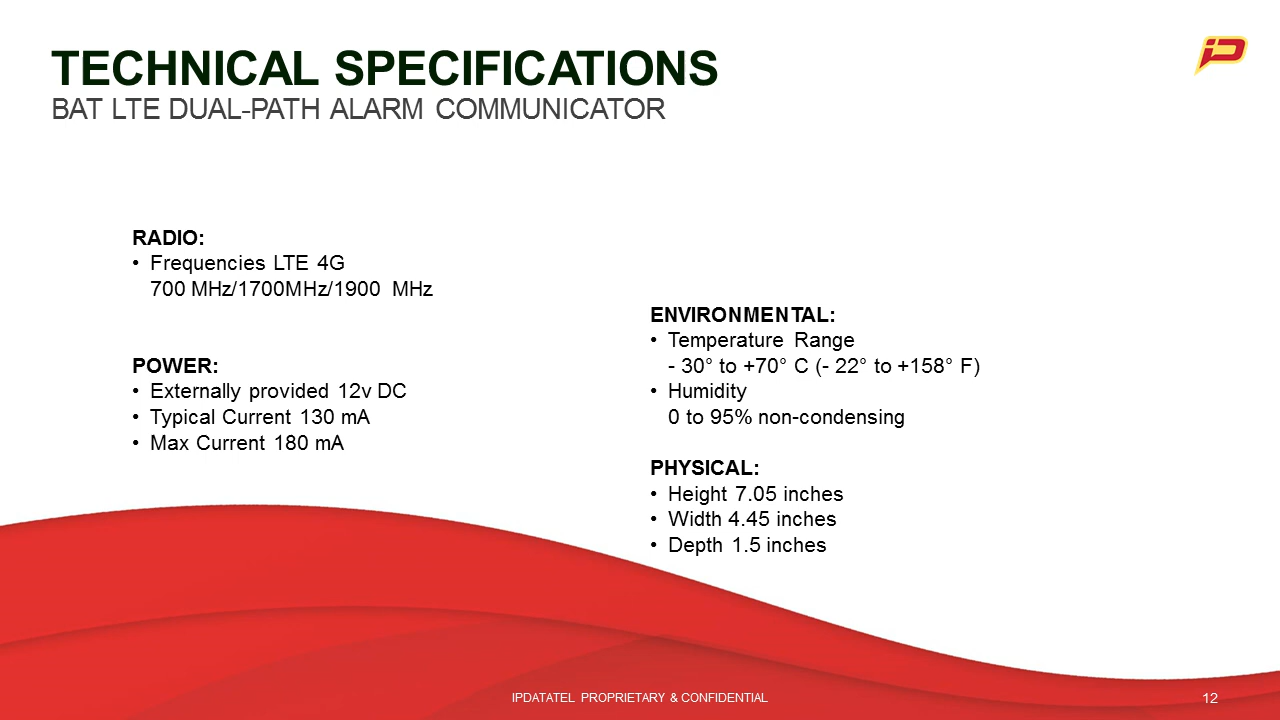 TECHNICAL SPECIFICATIONS
BAT LTE DUAL-PATH ALARM COMMUNICATOR
iD
RADIO:
• Frequencies LTE 4G
700 MHz/1700MHz/1900 MHz
POWER:
• Externally provided 12v DC
• Typical Current 130 mA
• Max Current 180 mA
ENVIRONMENTAL:
• Temperature Range
- 30° to +70° C (- 22° to +158° F)
• Humidity
0 to 95% non-condensing
PHYSICAL:
• Height 7.05 inches
• Width 4.45 inches
• Depth 1.5 inches
IPDATATEL PROPRIETARY & CONFIDENTIAL
12